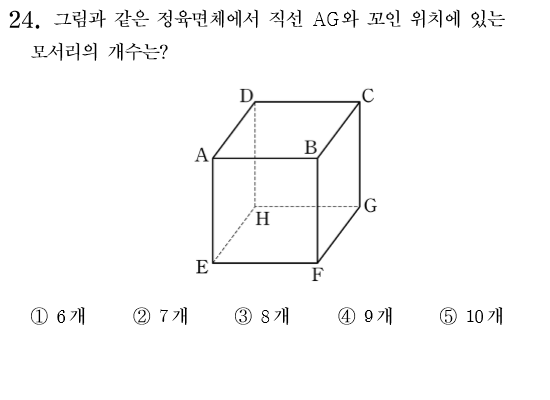 24. 그림과 같은 정육면체에서 직선 AG와 꼬인 위치에 있는
모서리의 개수는?
D C
A B
H G
E F
① 6개 ② 7개 ③ 8개 ④ 9개 ⑤ 10개